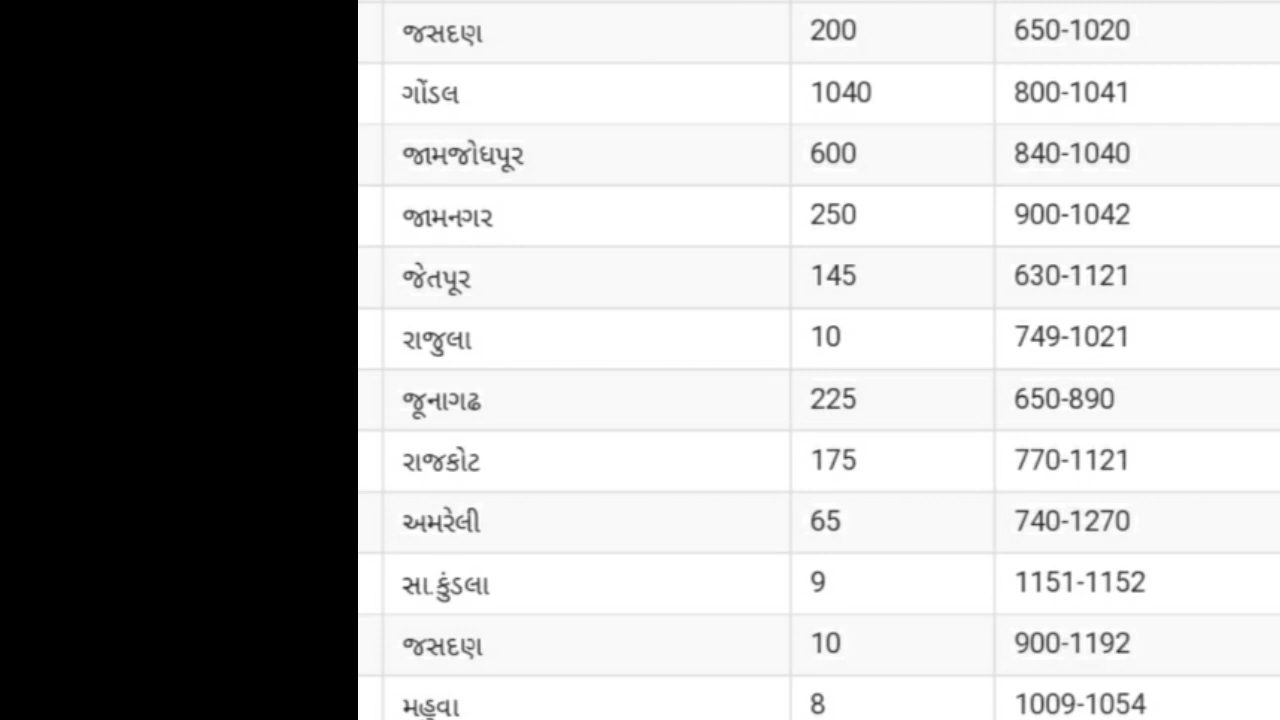 જસદણ 200 650-1020
ગોંડલ 1040 800-1041
જામજોધપૂર 600 840-1040
જામનગર 250 900-1042
જેતપૂર 145 630-1121
રાજુલા 10 749-1021
જૂનાગઢ 225 650-890
રાજકોટ 175 770-1121
અમરેલી 65 740-1270
સા.કુંડલા 9 1151-1152
જસદણ 10 900-1192
મહુવા 8 1009-1054